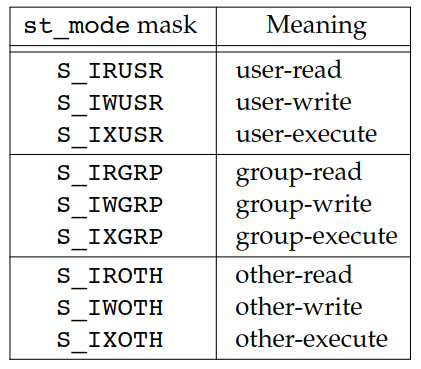 st_mode mask Meaning
S_IRUSR user-read
S_IWUSR user-write
S_IXUSR user-execute
S_IRGRP group-read
S_IWGRP group-write
S_IXGRP group-execute
S_IROTH other-read
S_IWOTH other-write
S_IXOTH other-execute